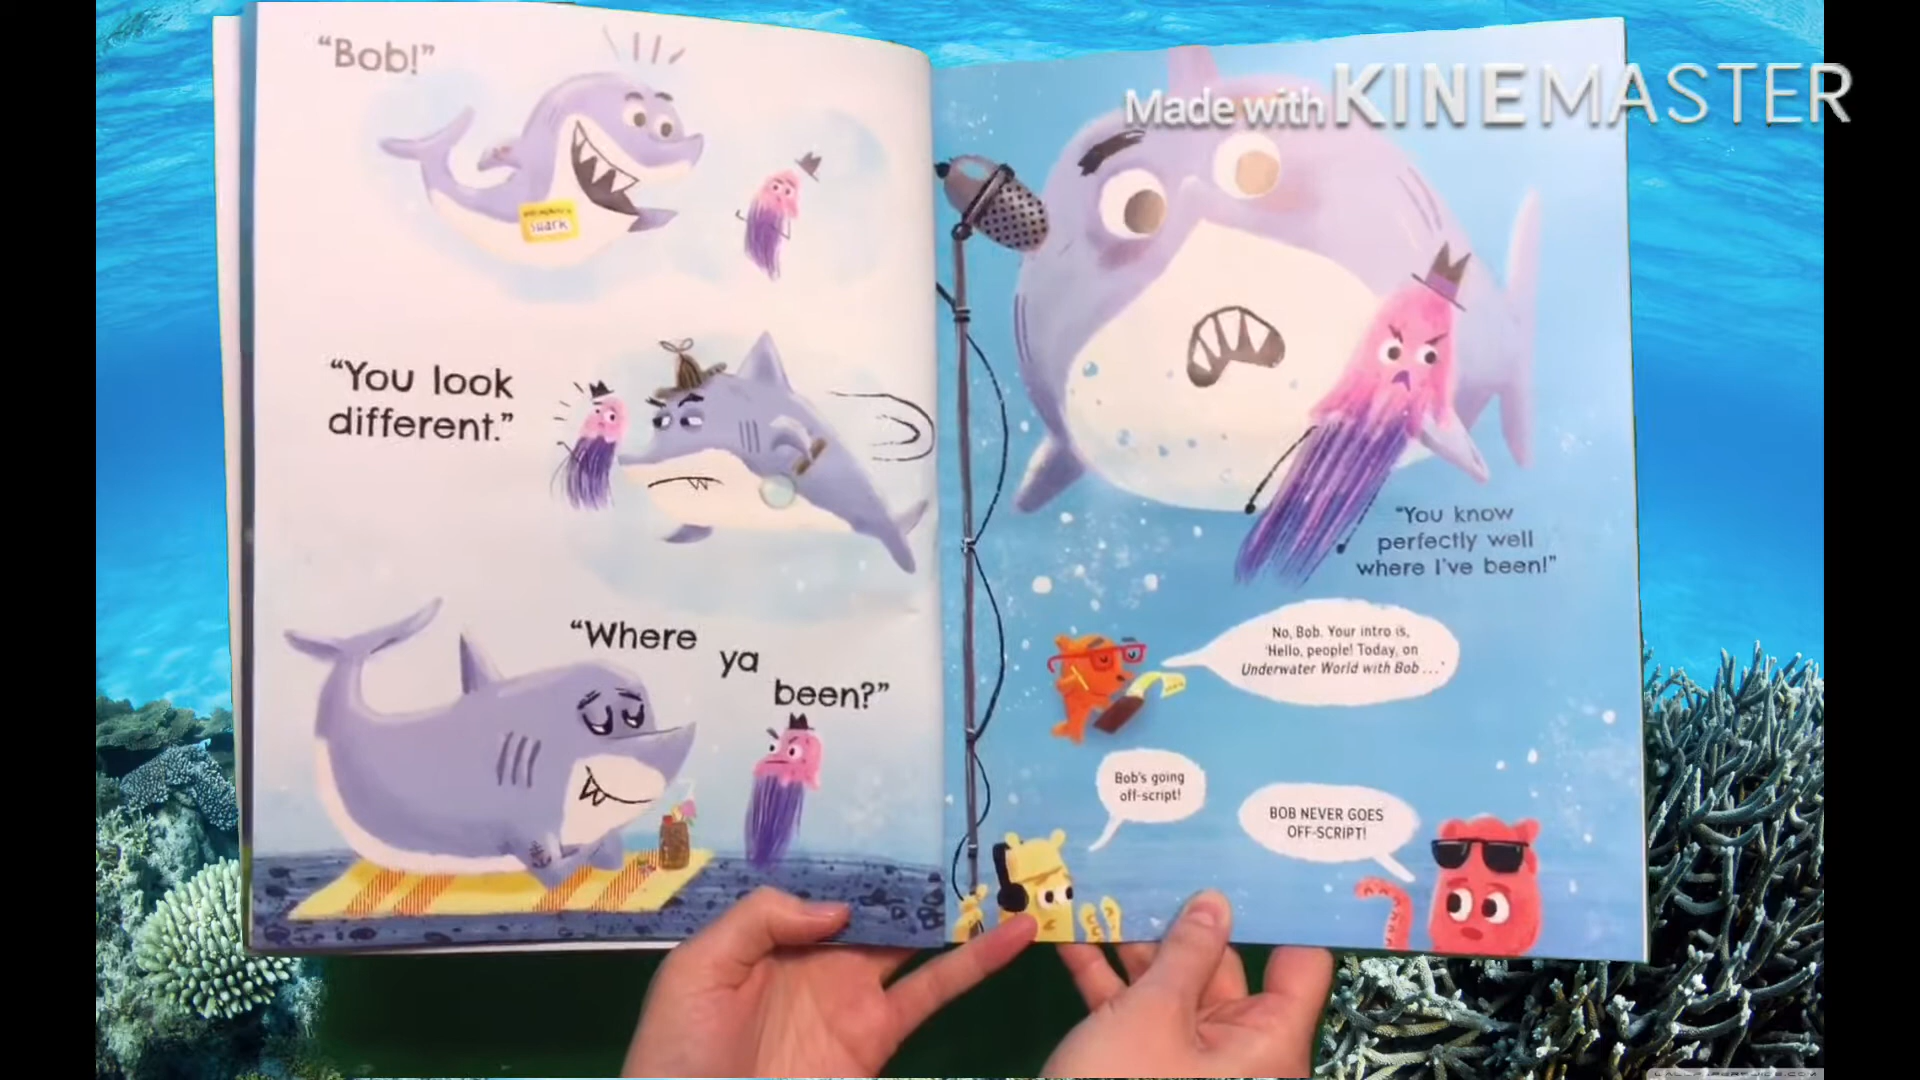 "Bob!"
Shark
"You look
different."
"Where
ya
been?"
Made with KINEMASTER
"You know
perfectly well
where I've been!"
No, Bob. Your intro is,
'Hello, people! Today, on
Underwater World with Bob . . .'
Bob's going
off-script!
BOB NEVER GOES
OFF-SCRIPT!